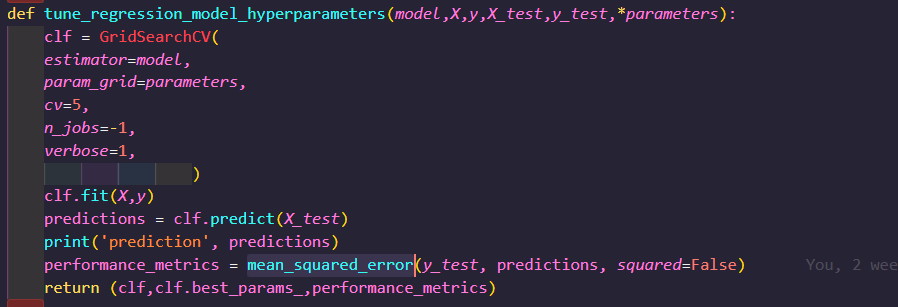 def tune_regression_model_hyperparameters(model,X,y,X_test,y_test,*parameters):
clf = GridSearchCV(
estimator=model,
param_grid=parameters,
cv=5,
n_jobs=-1,
verbose=1,
)
clf.fit(X,y)
predictions = clf.predict(X_test)
print('prediction', predictions)
performance_metrics = mean_squared_error(y_test, predictions, squared=False) You, 2 wee
return (clf,clf.best_params_,performance_metrics)